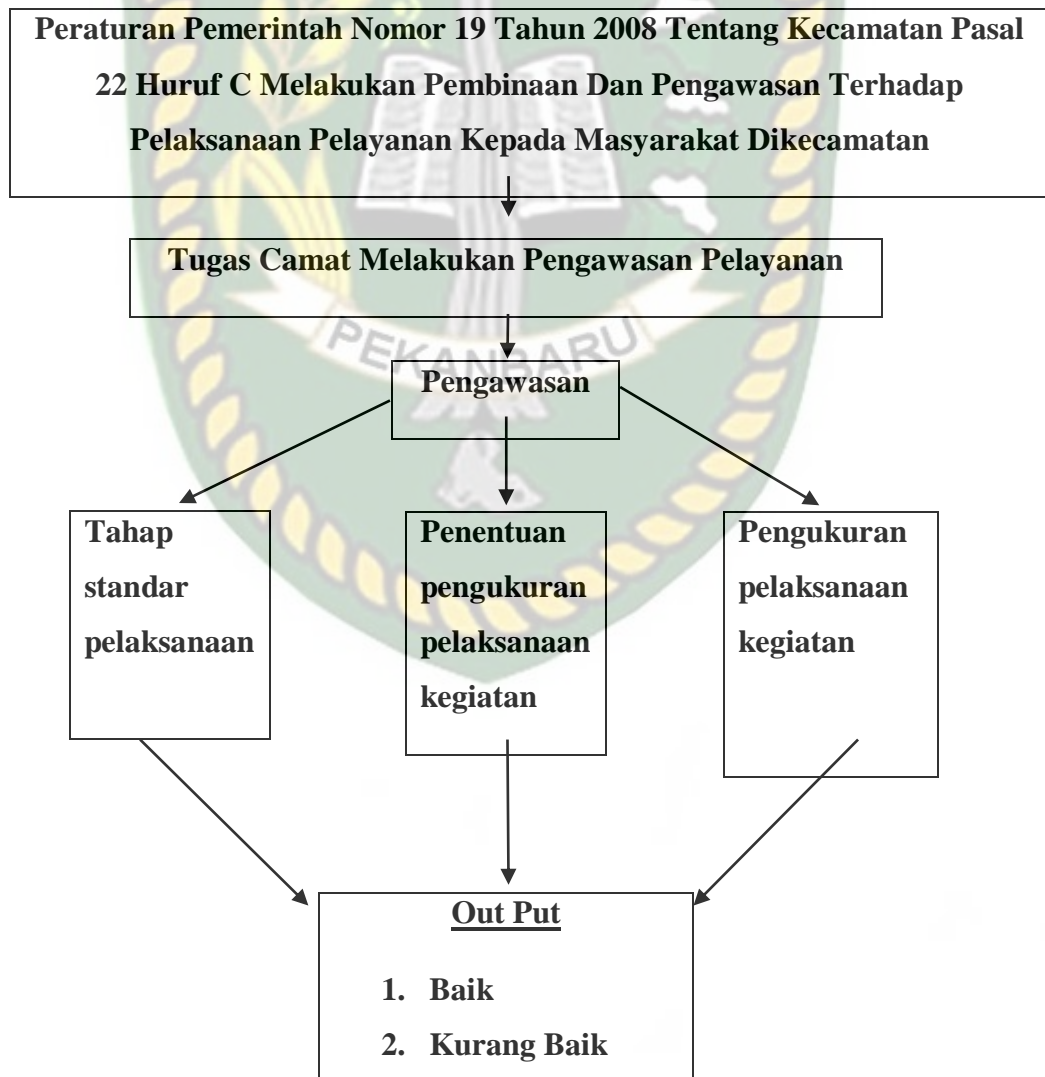 Peraturan Pemerintah Nomor 19 Tahun 2008 Tentang Kecamatan Pasal
22 Huruf C Melakukan Pembinaan Dan Pengawasan Terhadap
Pelaksanaan Pelayanan Kepada Masyarakat Dikecamatan
Tugas Camat Melakukan Pengawasan Pelayanan
PEKANBARU
Pengawasan
Tahap
standar
pelaksanaan
Penentuan
pengukuran
pelaksanaan
kegiatan
Pengukuran
pelaksanaan
kegiatan
Out Put
1. Baik
2. Kurang Baik